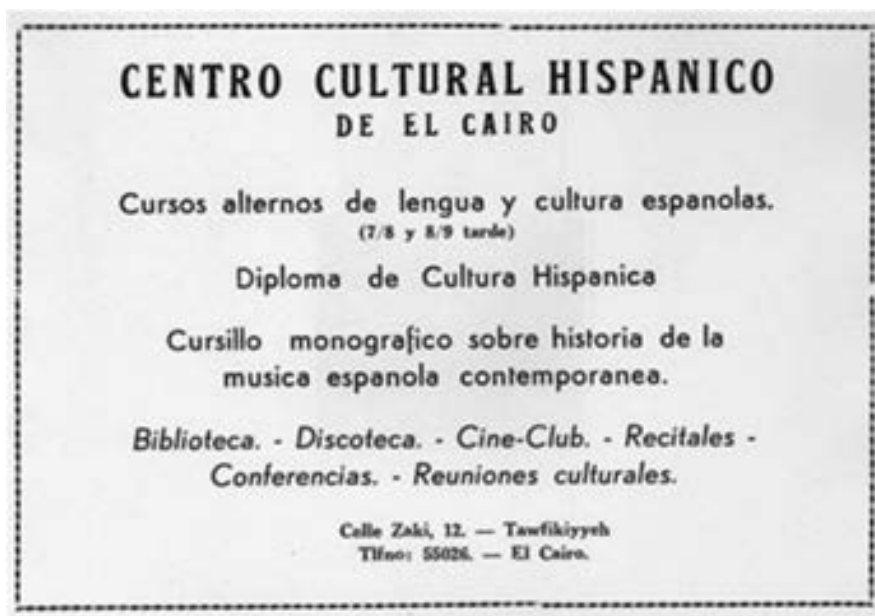 CENTRO CULTURAL HISPANICO
DE EL CAIRO
Cursos alternos de lengua y cultura espanolas.
(7/8 y 8/9 tarde)
Diploma de Cultura Hispanica
Cursillo monografico sobre historia de la
musica espanola contemporanea.
Biblioteca. - Discoteca. - Cine-Club. - Recitales -
Conferencias. - Reuniones culturales.
Calle Zaki, 12. — Tawfikiyyeh
Tlfno: 55026. — El Cairo.